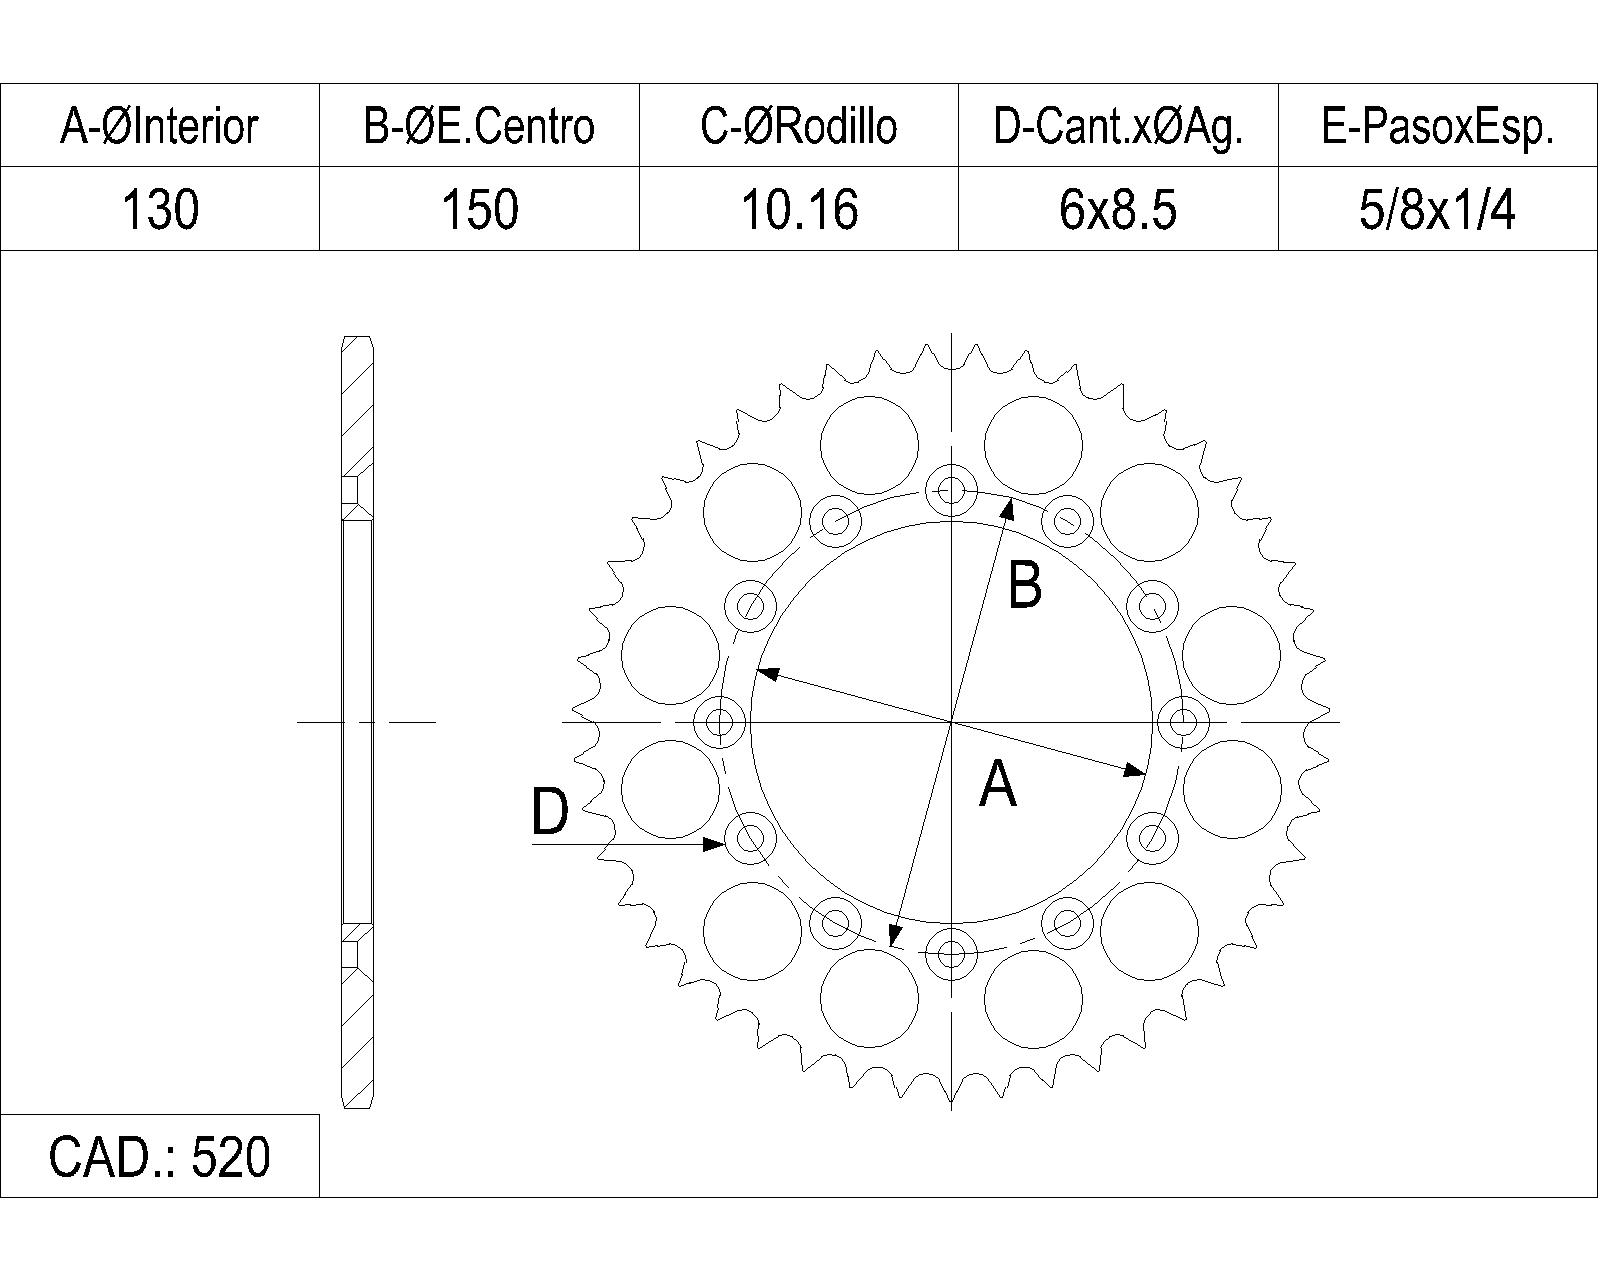 A-ØInterior B-ØE.Centro C-ØRodillo D-Cant.xØAg. E-PasoxEsp.
130 150 10.16 6x8.5 5/8x1/4
B
A
D
CAD.: 520